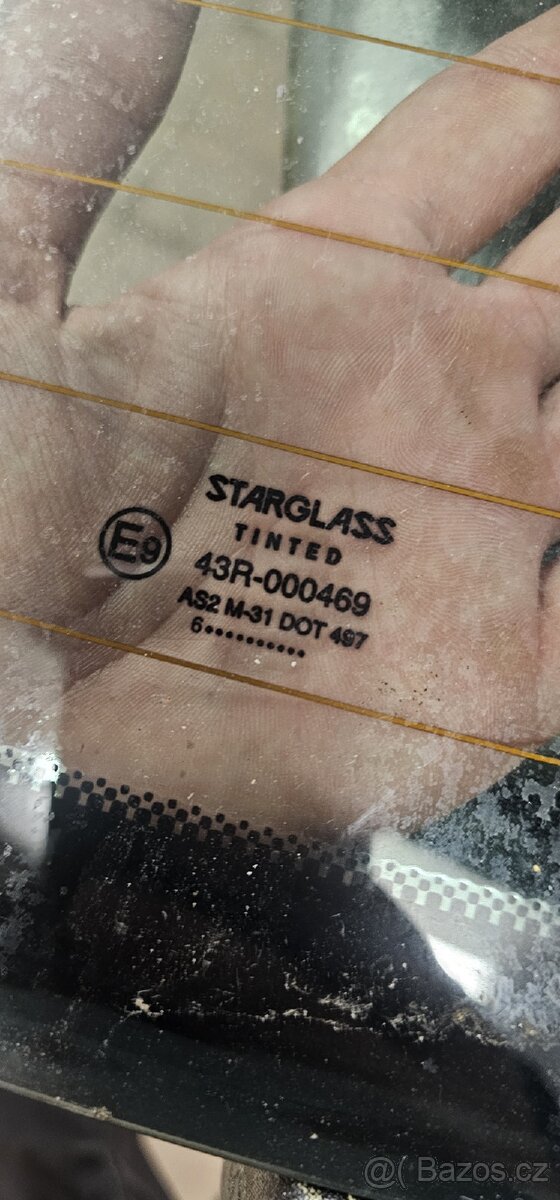 STARGLASS
TINTED
E9
43R-000469
AS2 M-31 DOT 497
6••••••••••
@( Bazos.cz